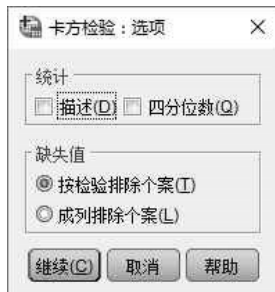 卡方检验：选项
统计
描述(D) 四分位数(Q)
缺失值
按检验排除个案(T)
成列排除个案(L)
继续(C) 取消 帮助